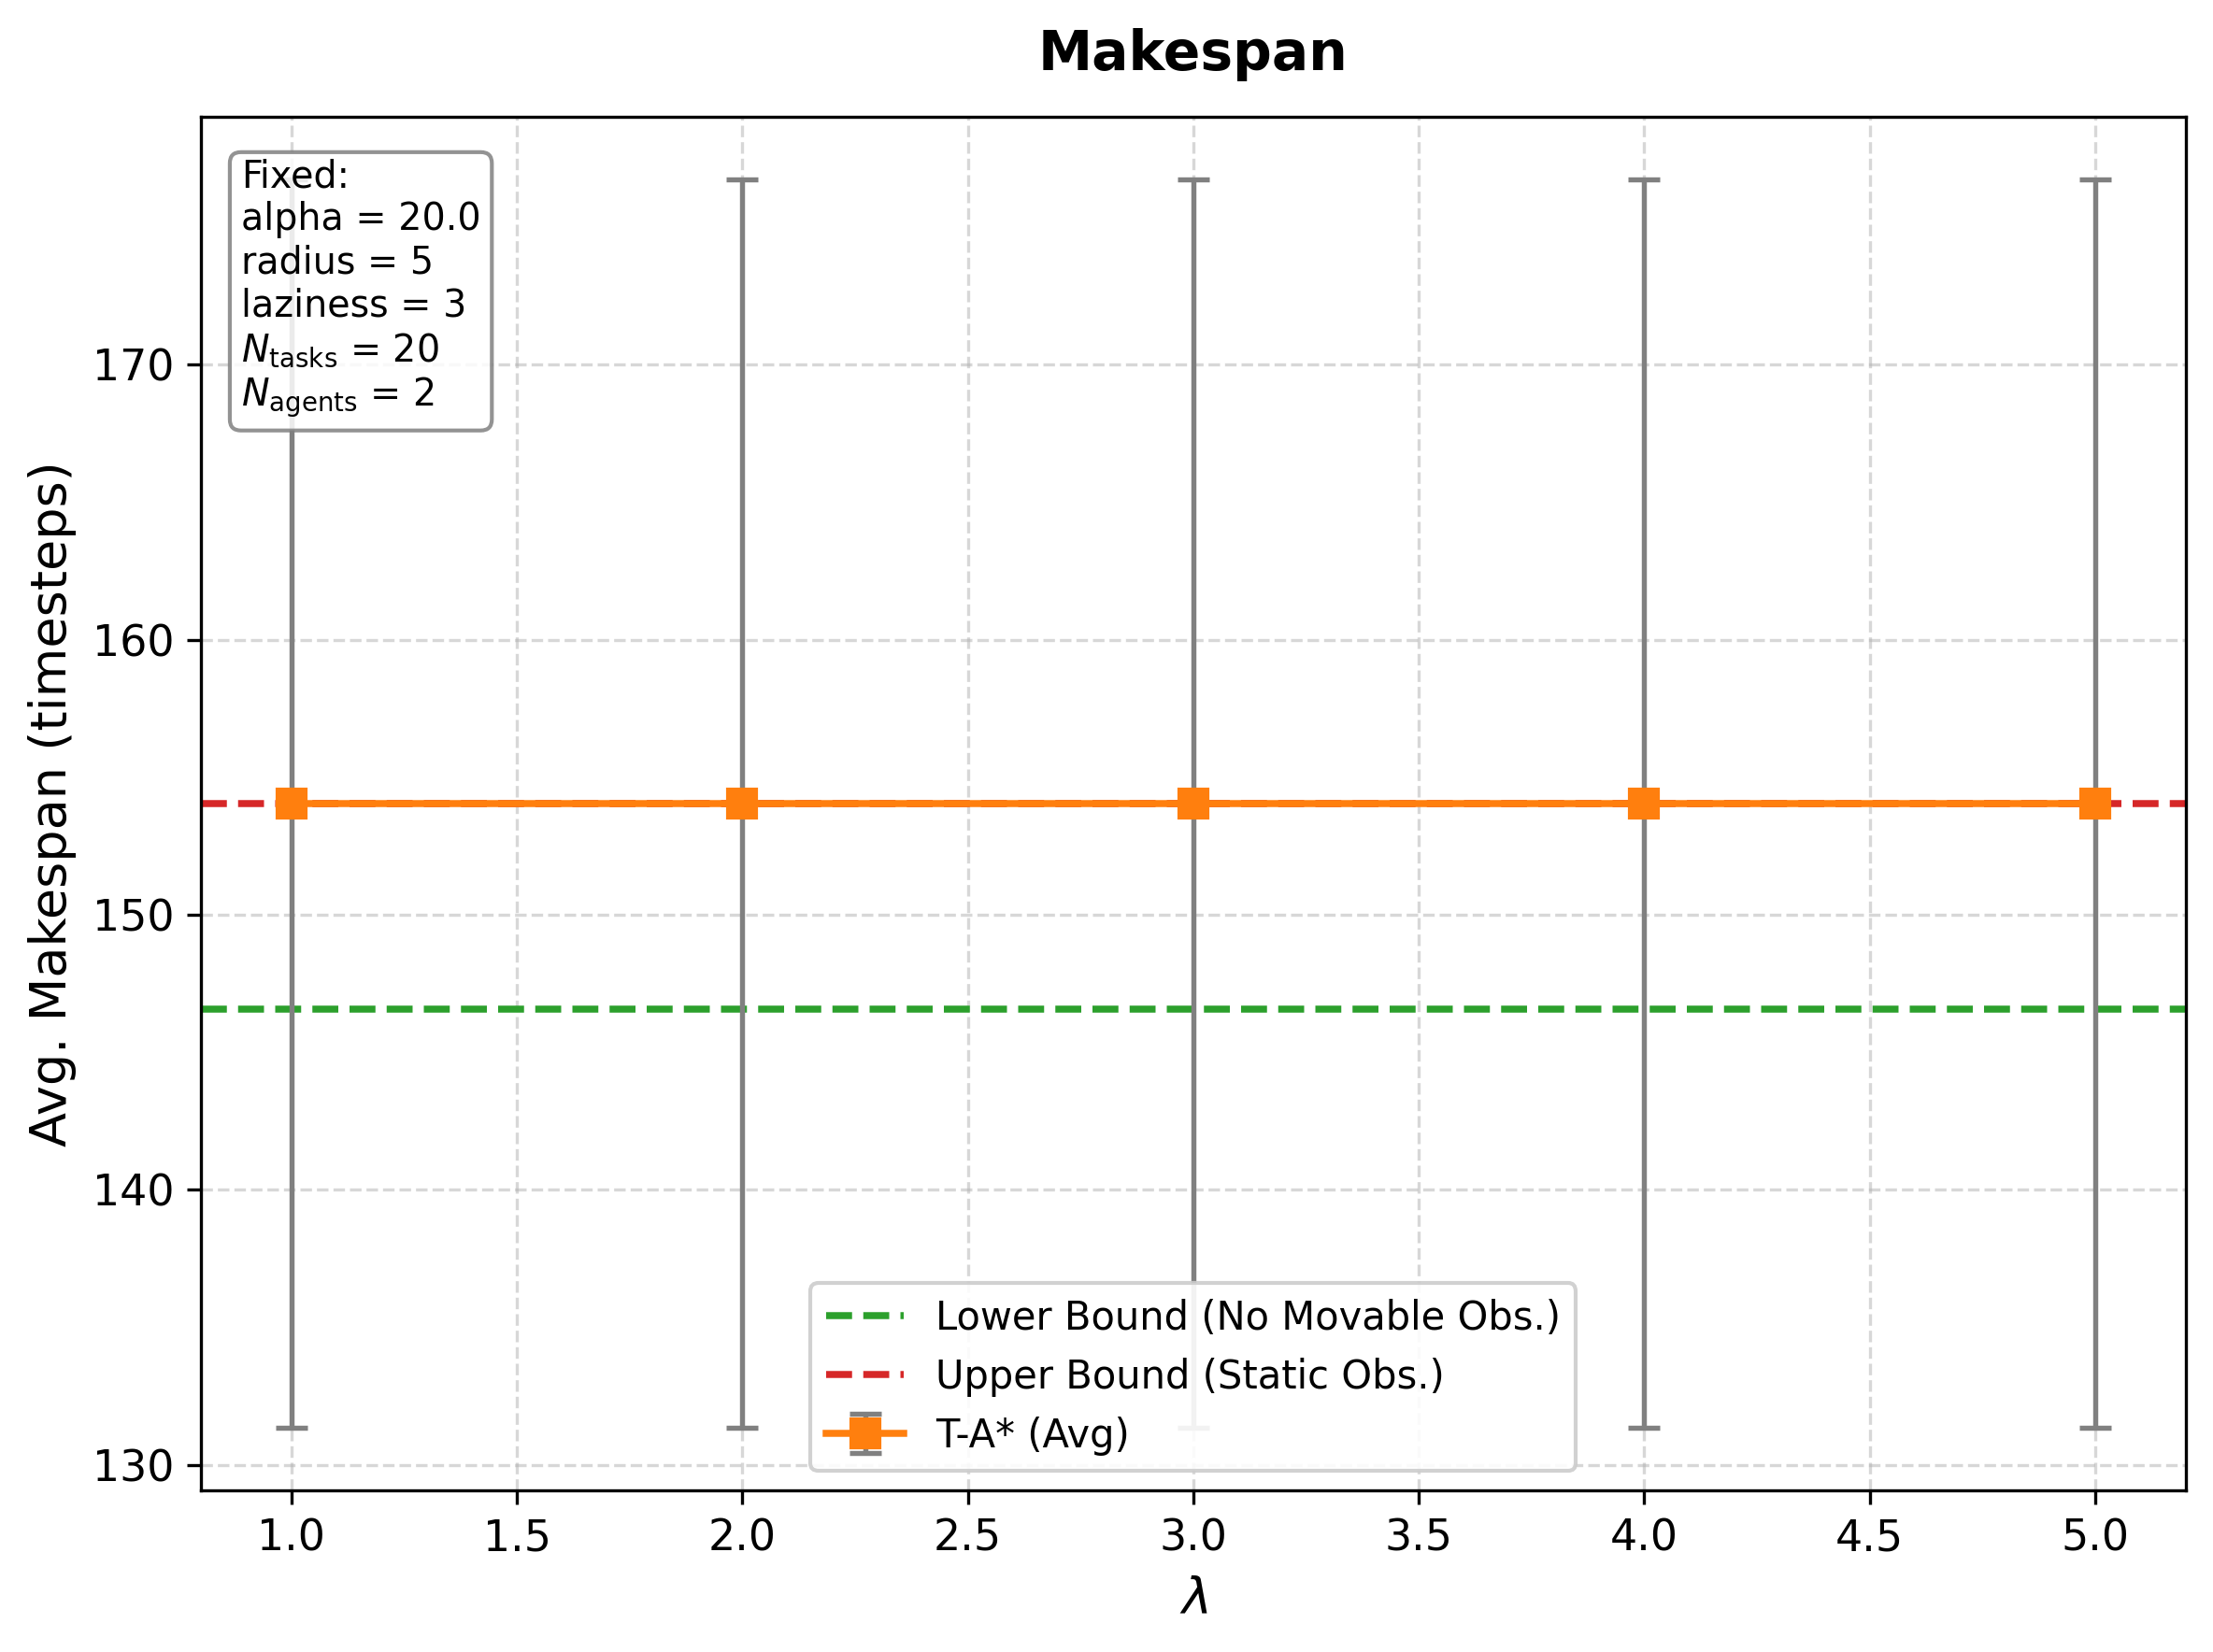 Makespan
Fixed:
alpha = 20.0
radius = 5
laziness = 3
N_tasks = 20
N_agents = 2
Avg. Makespan (timesteps)
170
160
150
140
130
Lower Bound (No Movable Obs.)
Upper Bound (Static Obs.)
T-A* (Avg)
1.0 1.5 2.0 2.5 3.0 3.5 4.0 4.5 5.0
λ